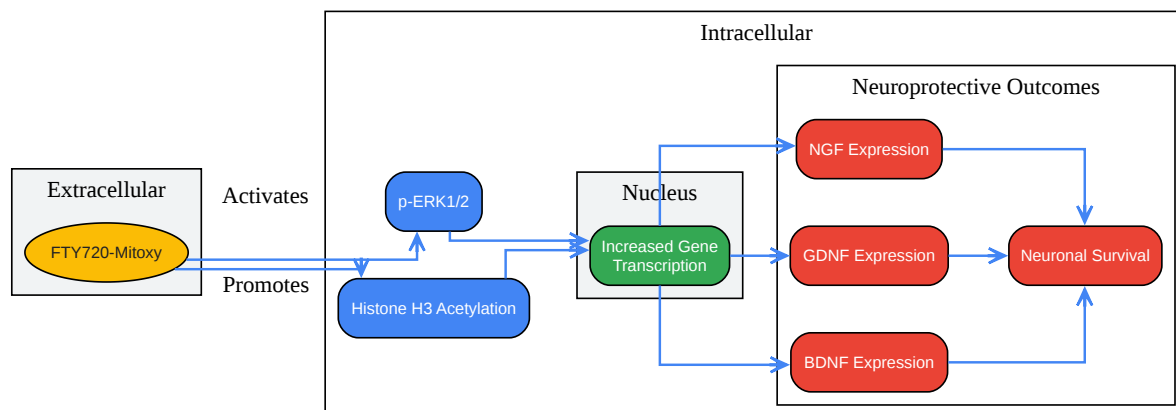 Intracellular
Neuroprotective Outcomes
NGF Expression
Extracellular
Activates
p-ERK1/2
Nucleus
FTY720-Mitoxy
Increased Gene
Transcription
GDNF Expression
Neuronal Survival
Promotes
Histone H3 Acetylation
BDNF Expression